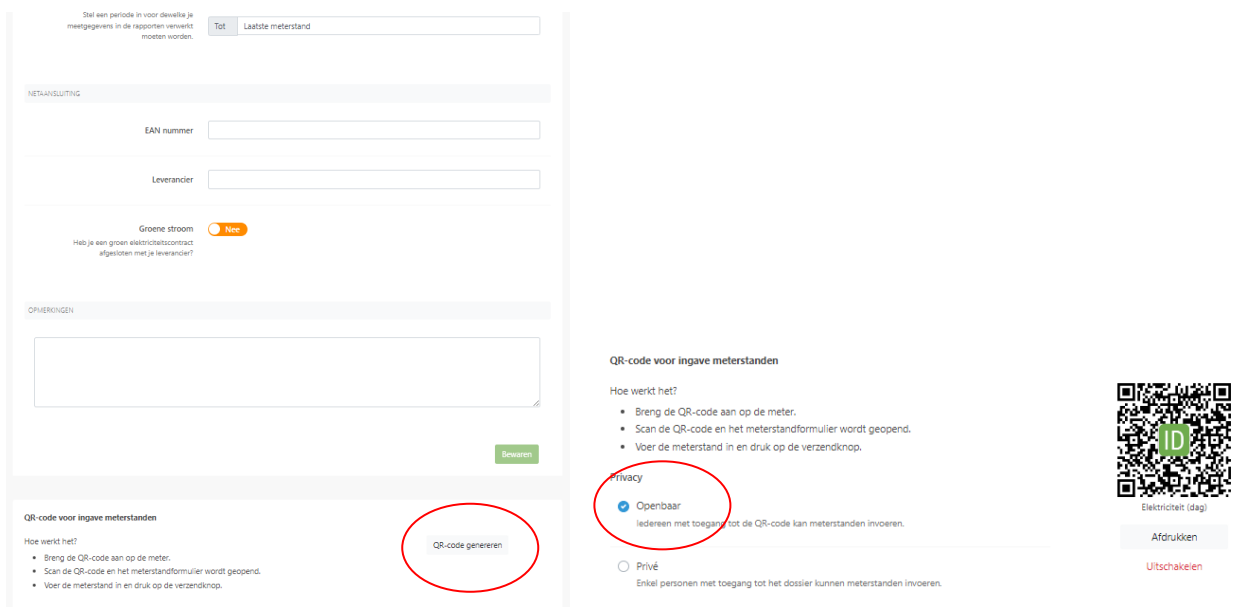 Stel een periode in voor dewelke je
meetgegevens in de rapporten verwerkt
moeten worden.
Tot Laatste meterstand
NETAANSLUITING
EAN nummer
Leverancier
Groene stroom Nee
Heb je een groen elektriciteitscontract
afgesloten met je leverancier?
OPMERKINGEN
Bewaren
QR-code voor ingave meterstanden
Hoe werkt het?
• Breng de QR-code aan op de meter.
• Scan de QR-code en het meterstandformulier wordt geopend.
• Voer de meterstand in en druk op de verzendknop.
QR-code genereren
QR-code voor ingave meterstanden
Hoe werkt het?
• Breng de QR-code aan op de meter.
• Scan de QR-code en het meterstandformulier wordt geopend.
• Voer de meterstand in en druk op de verzendknop.
Privacy
Openbaar
Iedereen met toegang tot de QR-code kan meterstanden invoeren.
Privé
Enkel personen met toegang tot het dossier kunnen meterstanden invoeren.
ID
Elektriciteit (dag)
Afdrukken
Uitschakelen